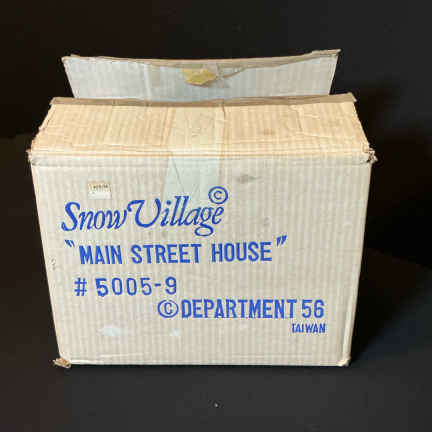 Snow Village ©
"MAIN STREET HOUSE"
# 5005-9
© DEPARTMENT 56
TAIWAN